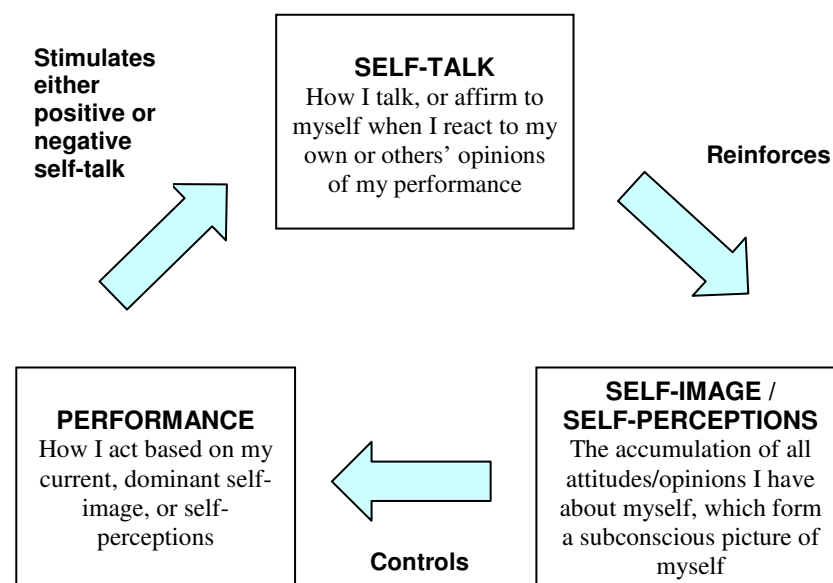 Stimulates
either
positive or
negative
self-talk
SELF-TALK
How I talk, or affirm to
myself when I react to my
own or others’ opinions
of my performance
Reinforces
PERFORMANCE
How I act based on my
current, dominant self-
image, or self-
perceptions
Controls
SELF-IMAGE /
SELF-PERCEPTIONS
The accumulation of all
attitudes/opinions I have
about myself, which form
a subconscious picture of
myself